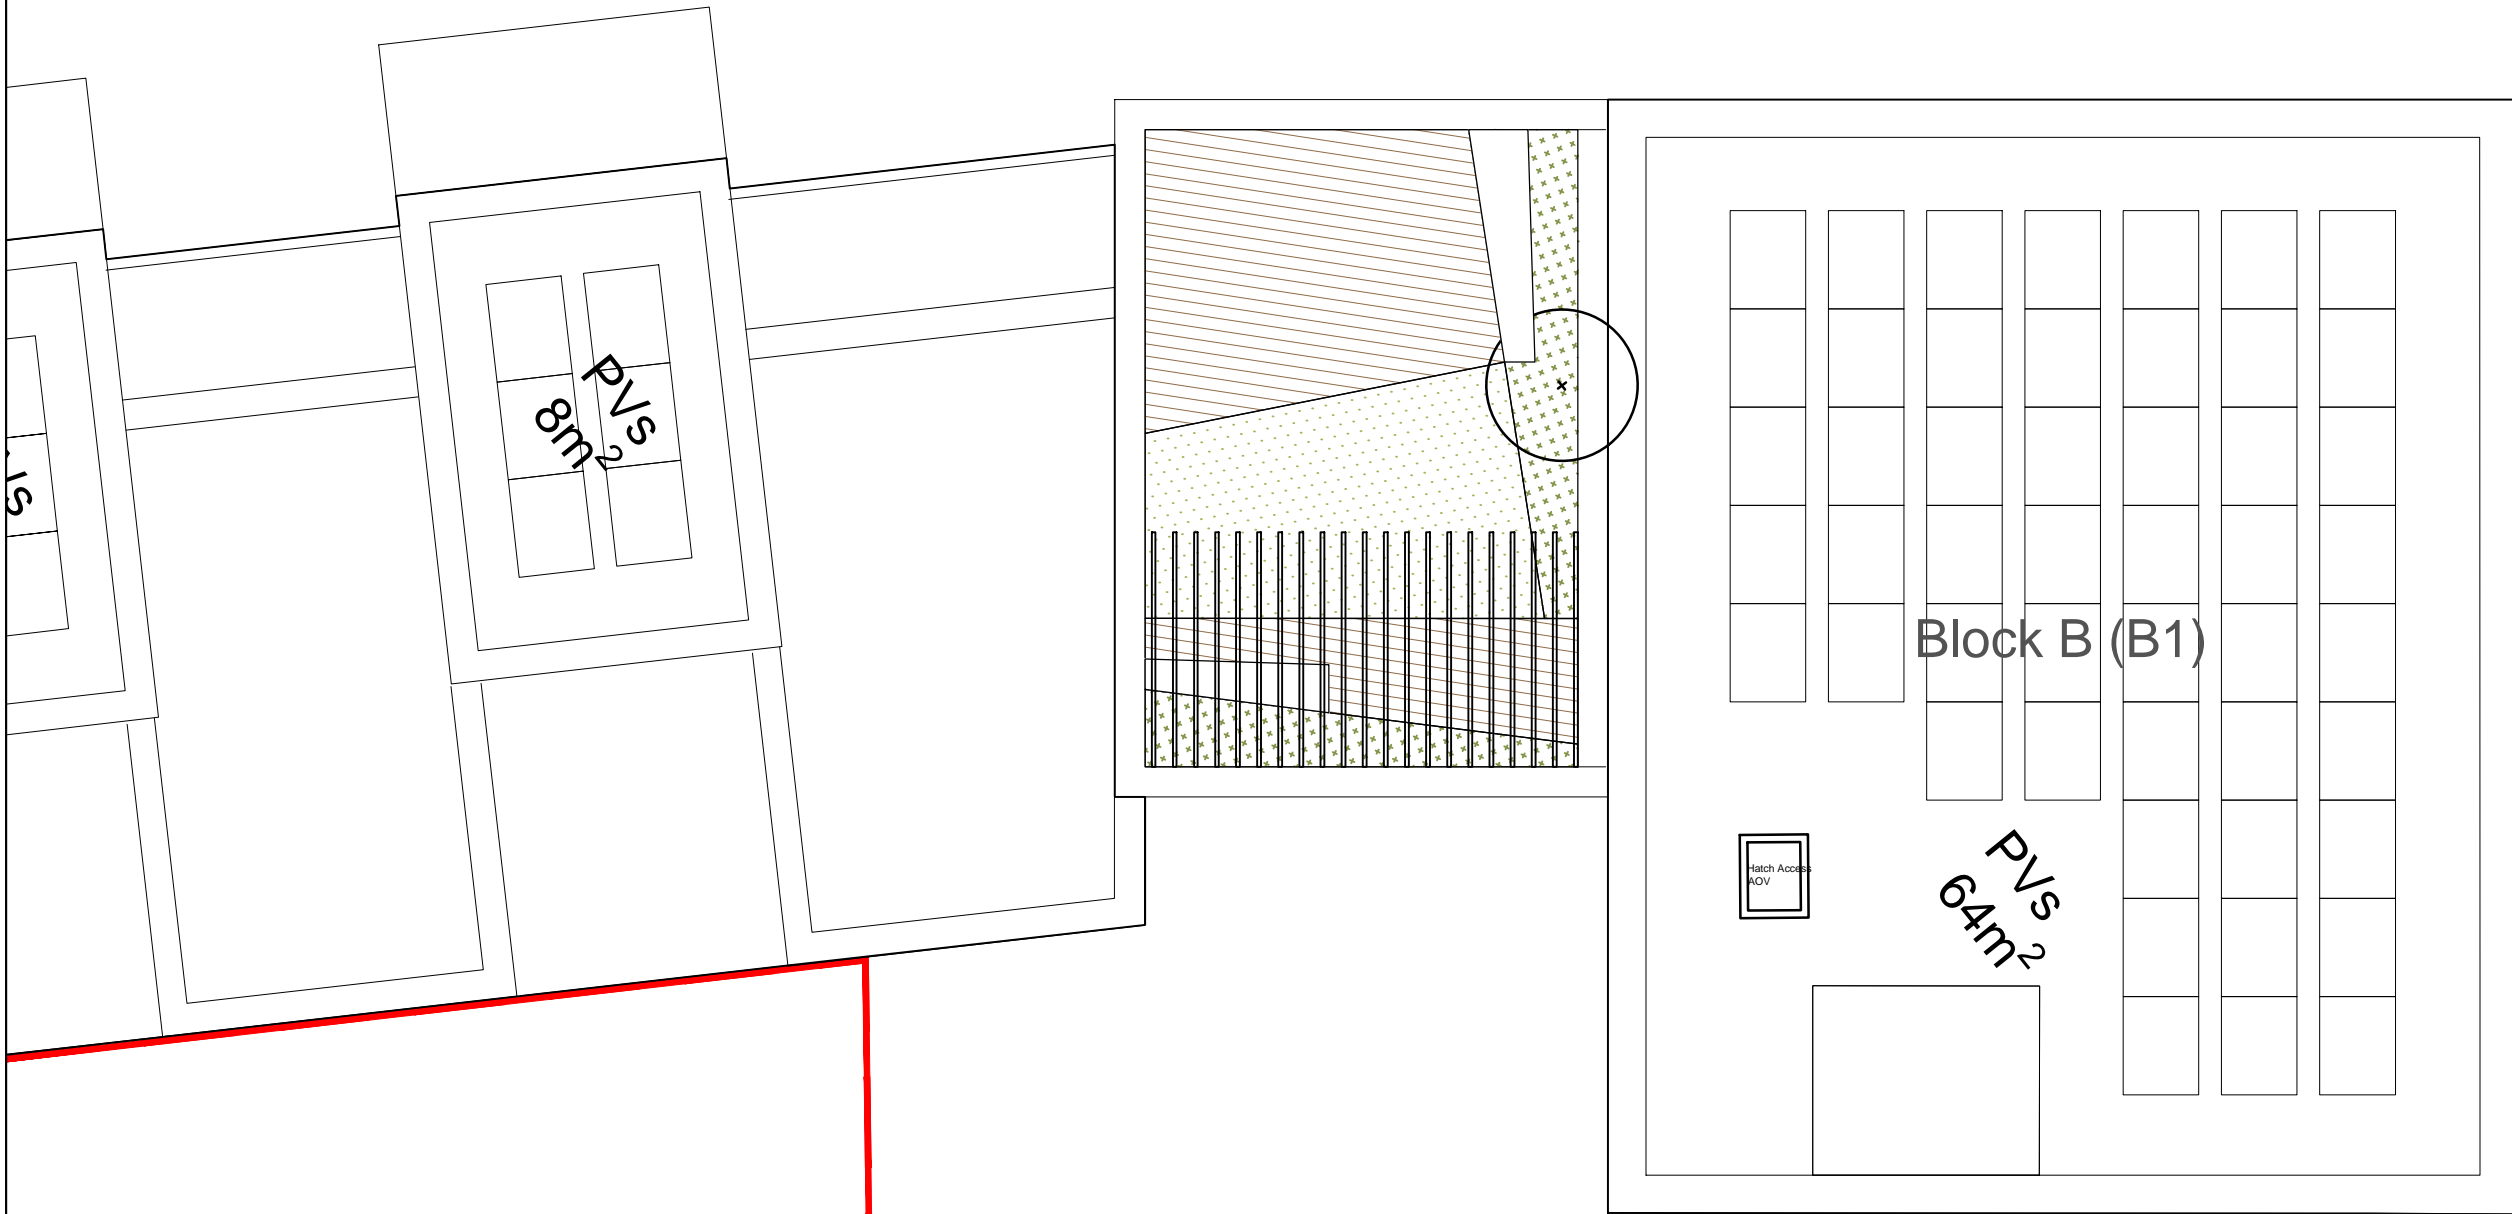 PVs
8m²
Block B (B1)
Hatch Access
AOV
PVs
64m²